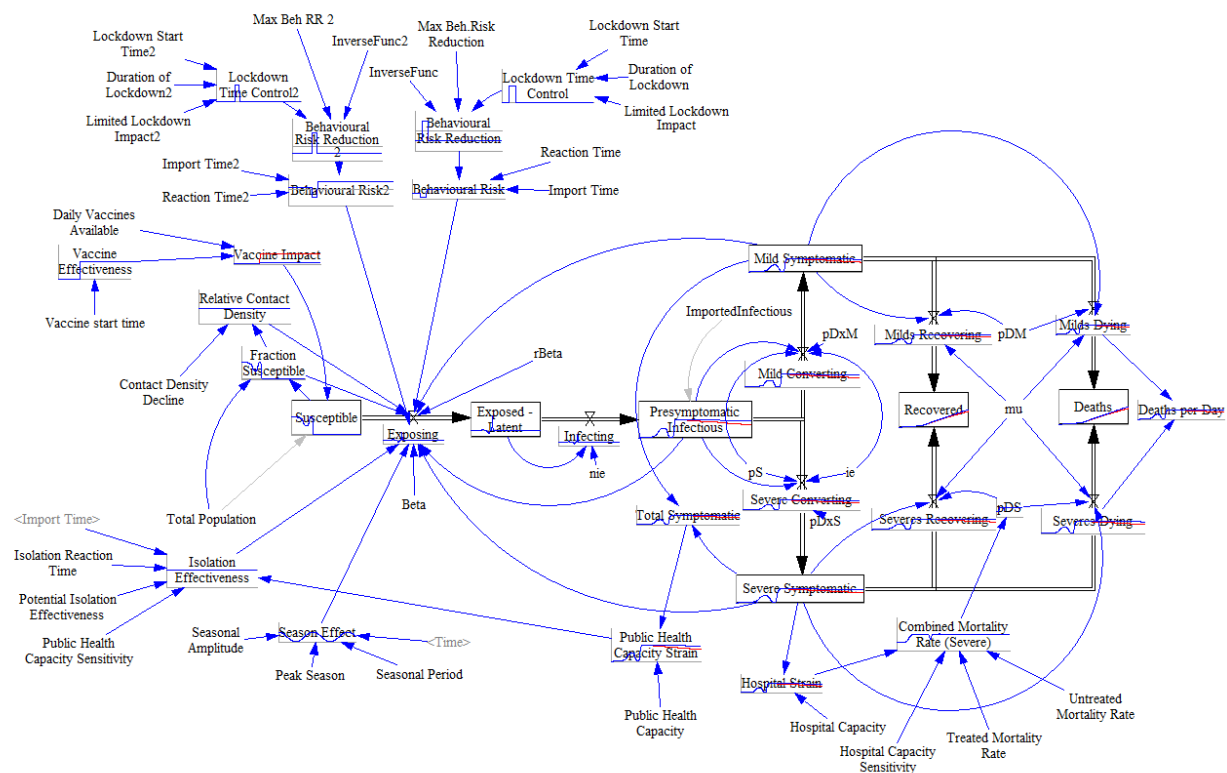 Max Beh RR 2
Lockdown Start
Time2
InverseFunc2
Max Beh.Risk
Reduction
Lockdown Start
Time
Duration of
Lockdown2
Lockdown
Time Control2
InverseFunc
Lockdown Time
Control
Duration of
Lockdown
Limited Lockdown
Impact2
Limited Lockdown
Impact
Behavioural
Risk Reduction
2
Behavioural
Risk Reduction
Import Time2
Reaction Time
Reaction Time2
Behavioural Risk2
Behavioural Risk
Import Time
Daily Vaccines
Available
Vaccine
Effectiveness
Vaccine Impact
Mild Symptomatic
Vaccine start time
Relative Contact
Density
ImportedInfectious
pDxM
Milds Recovering
pDM
Milds Dying
rBeta
Fraction
Susceptible
Mild Converting
Contact Density
Decline
Susceptible
Exposed -
Latent
Presymptomatic
Infectious
Recovered
mu
Deaths
Deaths per Day
Exposing
Infecting
nie
pS
ie
Beta
Severe Converting
pDxS
Total Population
Total Symptomatic
Severes Recovering
pDS
Severes Dying
<Import Time>
Isolation Reaction
Time
Isolation
Effectiveness
Potential Isolation
Effectiveness
Severe Symptomatic
Public Health
Capacity Sensitivity
Seasonal
Amplitude
Season Effect
<Time>
Public Health
Capacity Strain
Combined Mortality
Rate (Severe)
Peak Season
Seasonal Period
Hospital Strain
Untreated
Mortality Rate
Public Health
Capacity
Hospital Capacity
Hospital Capacity
Sensitivity
Treated Mortality
Rate